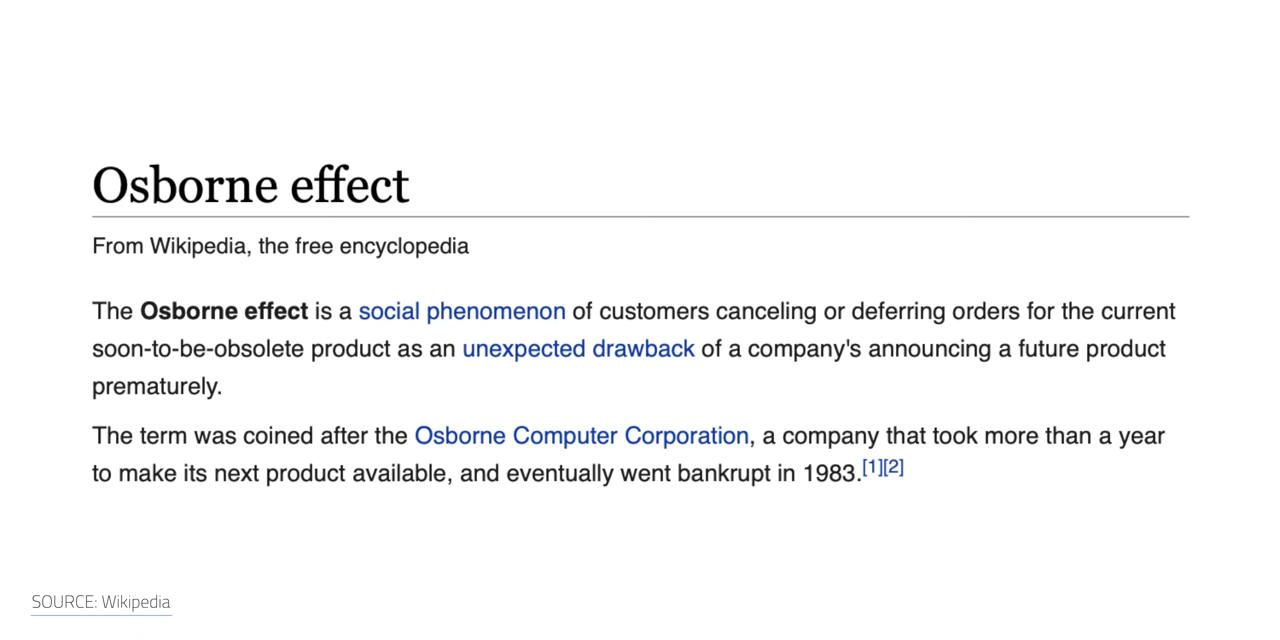 Osborne effect
From Wikipedia, the free encyclopedia
The Osborne effect is a social phenomenon of customers canceling or deferring orders for the current
soon-to-be-obsolete product as an unexpected drawback of a company's announcing a future product
prematurely.
The term was coined after the Osborne Computer Corporation, a company that took more than a year
to make its next product available, and eventually went bankrupt in 1983.[1][2]
SOURCE: Wikipedia